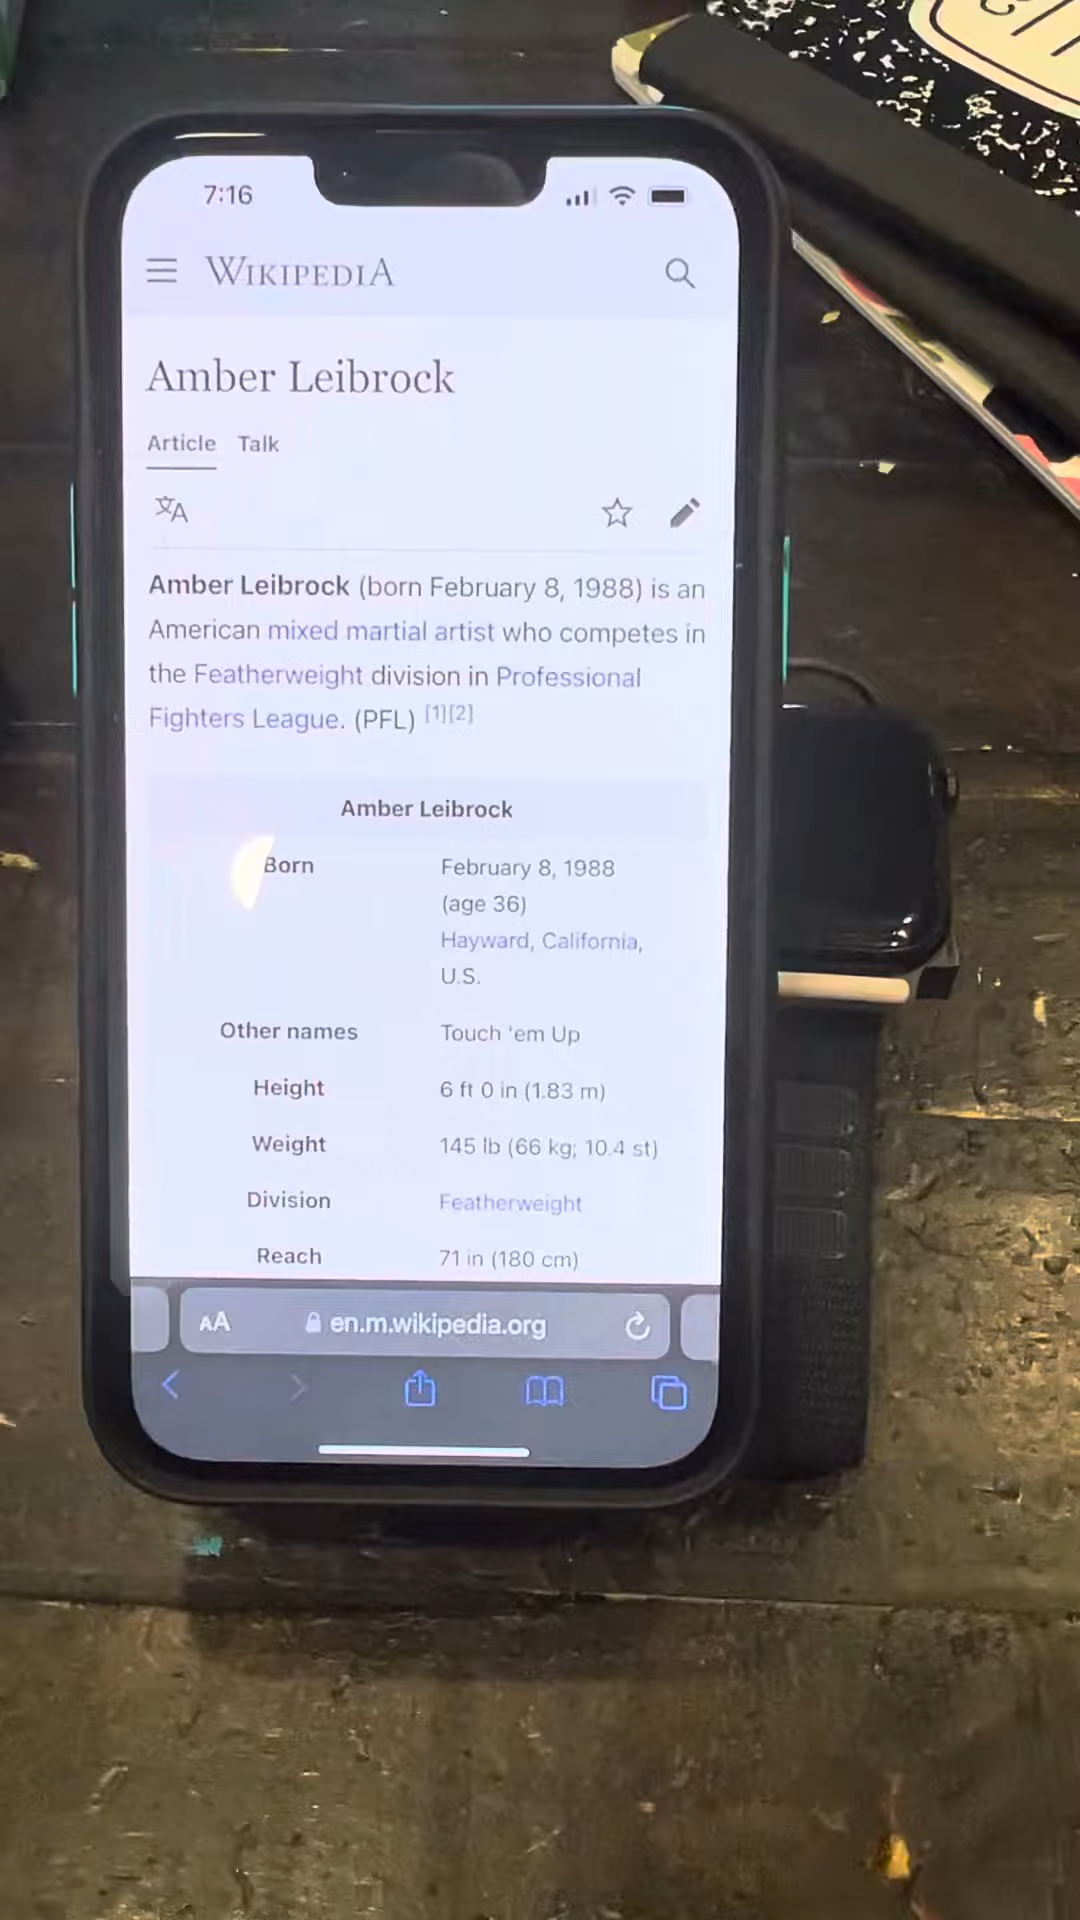 7:16
WIKIPEDIA
Amber Leibrock
Article Talk
Amber Leibrock (born February 8, 1988) is an
American mixed martial artist who competes in
the Featherweight division in Professional
Fighters League. (PFL) [1][2]
Amber Leibrock
Born February 8, 1988
(age 36)
Hayward, California,
U.S.
Other names Touch 'em Up
Height 6 ft 0 in (1.83 m)
Weight 145 lb (66 kg; 10.4 st)
Division Featherweight
Reach 71 in (180 cm)
AA en.m.wikipedia.org